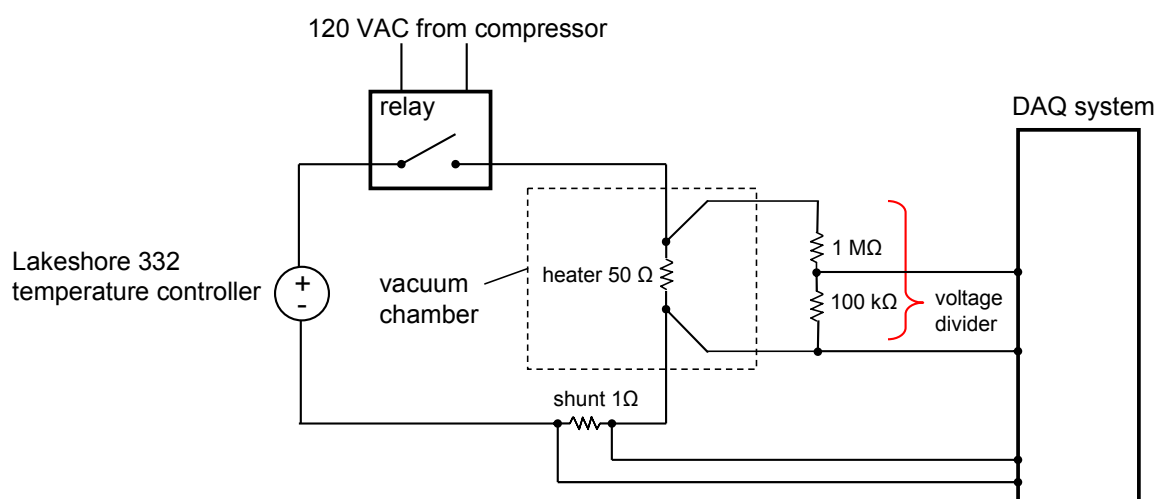 120 VAC from compressor
relay
DAQ system
Lakeshore 332
temperature controller
+
-
vacuum
chamber
heater 50 Ω
1 MΩ
100 kΩ
voltage
divider
shunt 1Ω